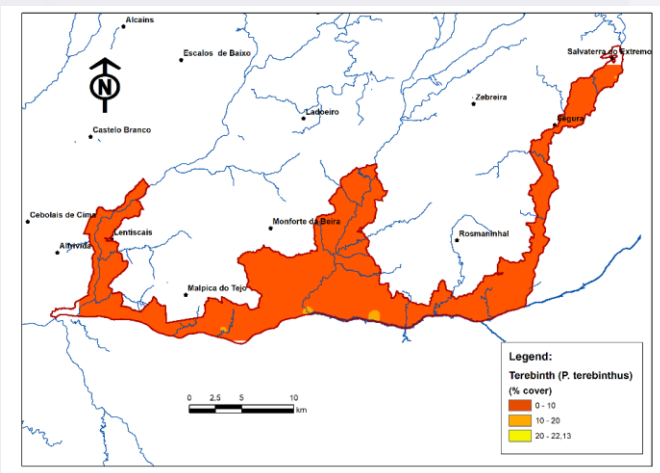 Alcains
Salvaterra do Extremo
Escalos de Baixo
N
Zebreira
Ladoeiro
Segura
Castelo Branco
Cebolais de Cima
Monforte da Beira
Lentiscais
Rosmaninhal
Alfrívida
Malpica do Tejo
Legend:
Terebinth (P. terebinthus)
(% cover)
0 - 10
10 - 20
20 - 22,13
0 2.5 5 10
km